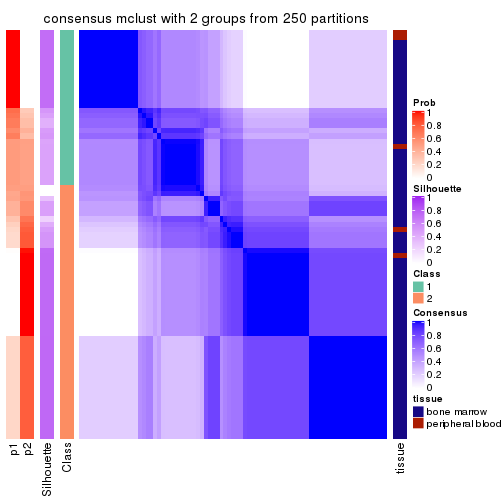 consensus mclust with 2 groups from 250 partitions
Prob
1
0.8
0.6
0.4
0.2
0
Silhouette
1
0.8
0.6
0.4
0.2
0
Class
1
2
Consensus
1
0.8
0.6
0.4
0.2
0
tissue
bone marrow
peripheral blood
p1
p2
Silhouette
Class
tissue